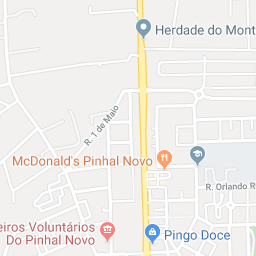 Herdade do Mont
R. 1 de Maio
McDonald's Pinhal Novo
R. Orlando R
eiros Voluntários
Do Pinhal Novo
Pingo Doce